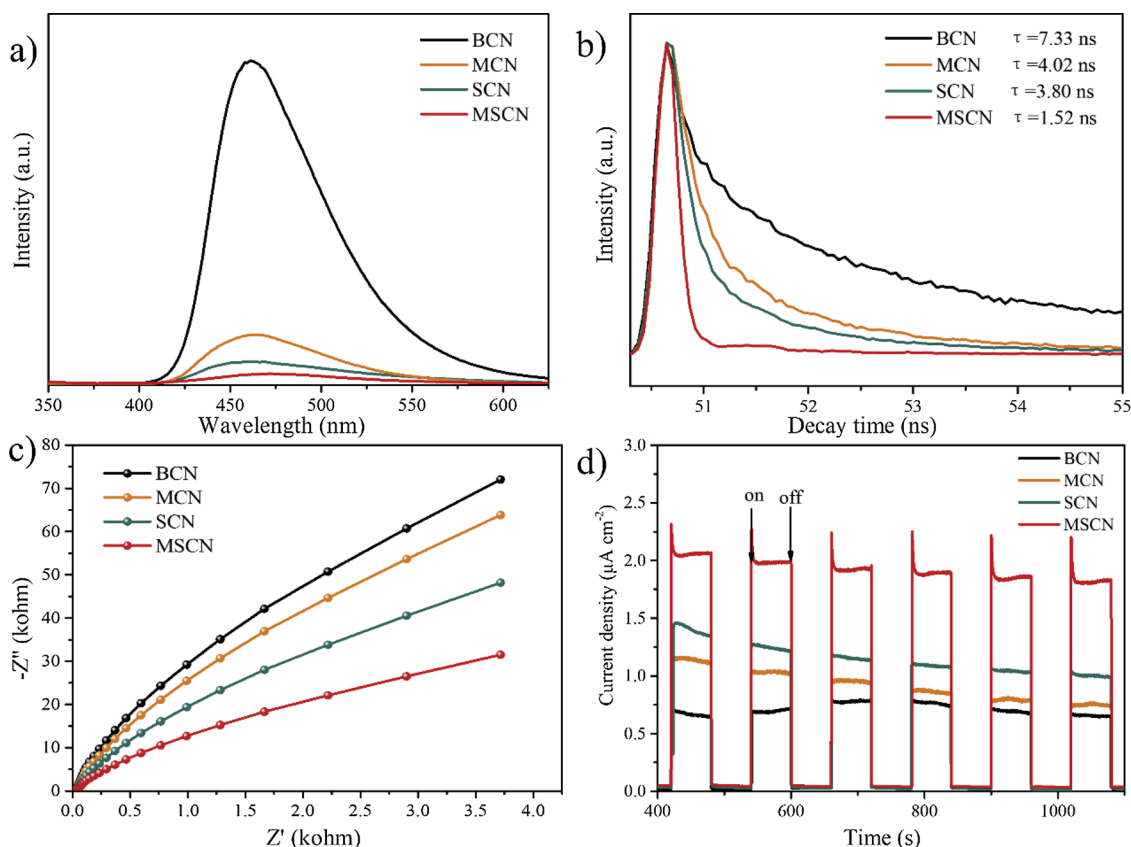 a)
BCN
MCN
SCN
MSCN
Intensity (a.u.)
350 400 450 500 550 600
Wavelength (nm)
b)
BCN τ =7.33 ns
MCN τ =4.02 ns
SCN τ =3.80 ns
MSCN τ =1.52 ns
Intensity (a.u.)
51 52 53 54 55
Decay time (ns)
c)
BCN
MCN
SCN
MSCN
-Z'' (kohm)
80
70
60
50
40
30
20
10
0
0.0 0.5 1.0 1.5 2.0 2.5 3.0 3.5 4.0
Z' (kohm)
d)
BCN
MCN
SCN
MSCN
on off
Current density (μA cm⁻²)
3.0
2.5
2.0
1.5
1.0
0.5
0.0
400 600 800 1000
Time (s)